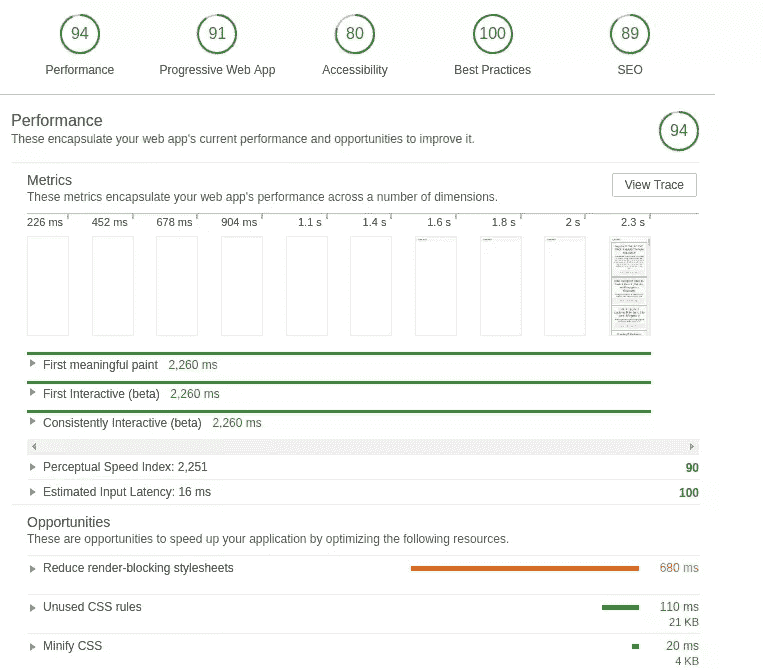 94
91
80
100
89
Performance
Progressive Web App
Accessibility
Best Practices
SEO
Performance
These encapsulate your web app's current performance and opportunities to improve it.
94
Metrics
These metrics encapsulate your web app's performance across a number of dimensions.
View Trace
226 ms
452 ms
678 ms
904 ms
1.1 s
1.4 s
1.6 s
1.8 s
2 s
2.3 s
First meaningful paint 2,260 ms
First Interactive (beta) 2,260 ms
Consistently Interactive (beta) 2,260 ms
Perceptual Speed Index: 2,251
90
Estimated Input Latency: 16 ms
100
Opportunities
These are opportunities to speed up your application by optimizing the following resources.
Reduce render-blocking stylesheets
680 ms
Unused CSS rules
110 ms
21 KB
Minify CSS
20 ms
4 KB